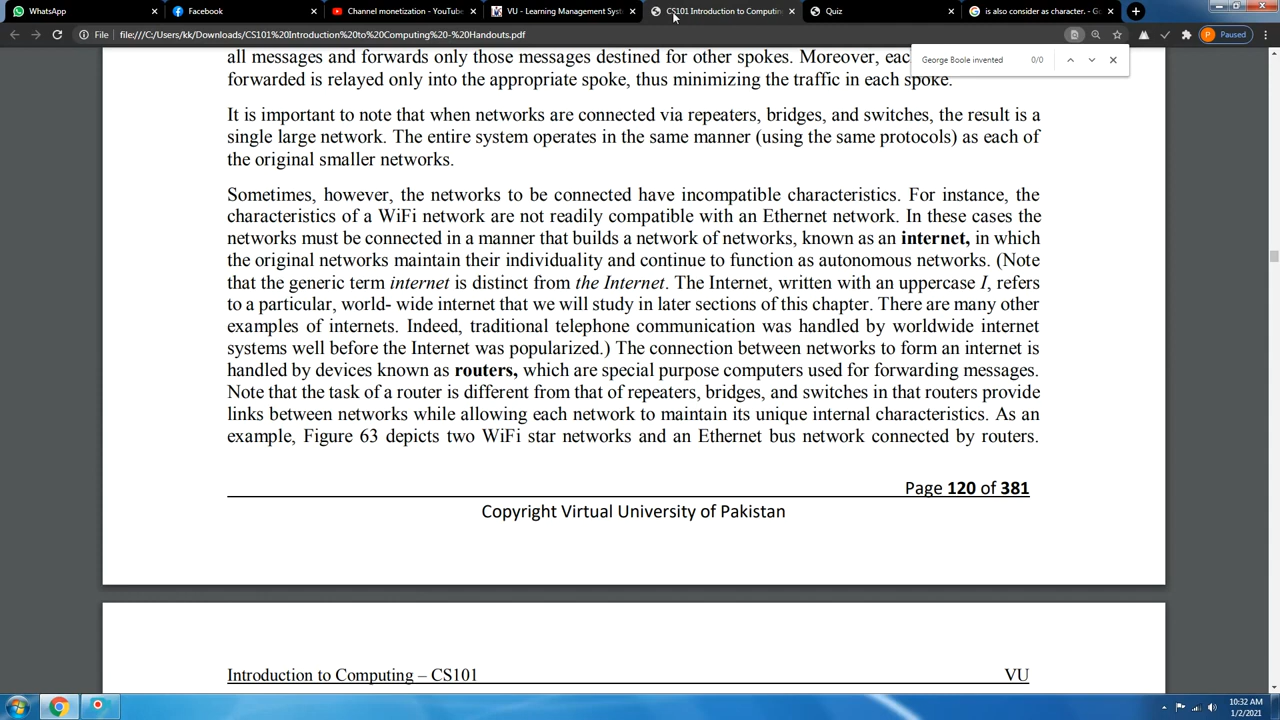 WhatsApp
Facebook
Channel monetization - YouTube
VU - Learning Management Syst
CS101 Introduction to Computin
Quiz
is also consider as character. - Go
File
file:///C:/Users/kk/Downloads/CS101%20Introduction%20to%20Computing%20-%20Handouts.pdf
P
Paused
George Boole invented
0/0
all messages and forwards only those messages destined for other spokes. Moreover, eac
forwarded is relayed only into the appropriate spoke, thus minimizing the traffic in each spoke.
It is important to note that when networks are connected via repeaters, bridges, and switches, the result is a
single large network. The entire system operates in the same manner (using the same protocols) as each of
the original smaller networks.
Sometimes, however, the networks to be connected have incompatible characteristics. For instance, the
characteristics of a WiFi network are not readily compatible with an Ethernet network. In these cases the
networks must be connected in a manner that builds a network of networks, known as an internet, in which
the original networks maintain their individuality and continue to function as autonomous networks. (Note
that the generic term internet is distinct from the Internet. The Internet, written with an uppercase I, refers
to a particular, world- wide internet that we will study in later sections of this chapter. There are many other
examples of internets. Indeed, traditional telephone communication was handled by worldwide internet
systems well before the Internet was popularized.) The connection between networks to form an internet is
handled by devices known as routers, which are special purpose computers used for forwarding messages.
Note that the task of a router is different from that of repeaters, bridges, and switches in that routers provide
links between networks while allowing each network to maintain its unique internal characteristics. As an
example, Figure 63 depicts two WiFi star networks and an Ethernet bus network connected by routers.
Page 120 of 381
Copyright Virtual University of Pakistan
Introduction to Computing – CS101
VU
10:32 AM
1/2/2021